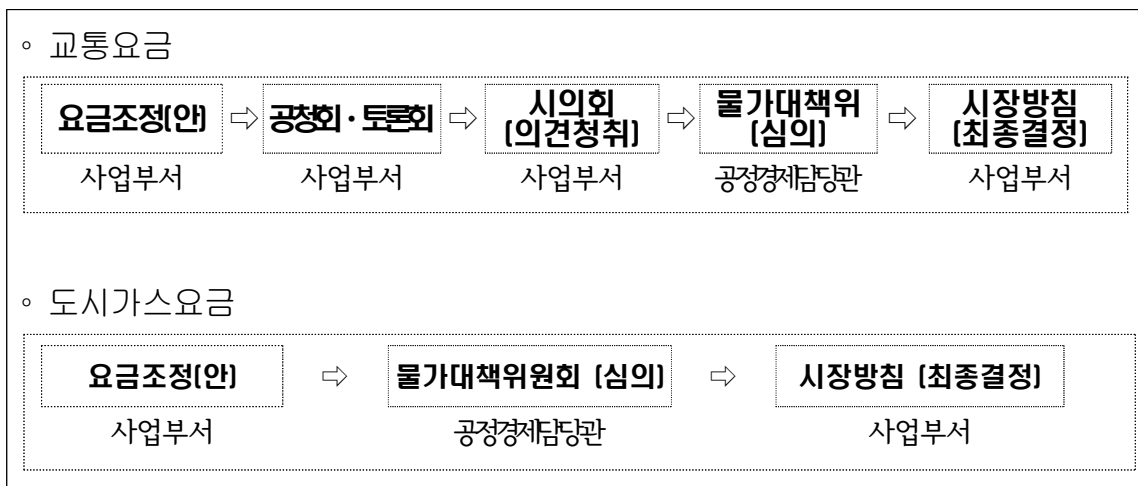 ◦ 교통요금
요금조정(안) ⇨ 공청회·토론회 ⇨ 시의회 (의견청취) ⇨ 물가대책위 (심의) ⇨ 시장방침 (최종결정)
사업부서 사업부서 사업부서 공정경제담당관 사업부서
◦ 도시가스요금
요금조정(안) ⇨ 물가대책위원회 (심의) ⇨ 시장방침 (최종결정)
사업부서 공정경제담당관 사업부서